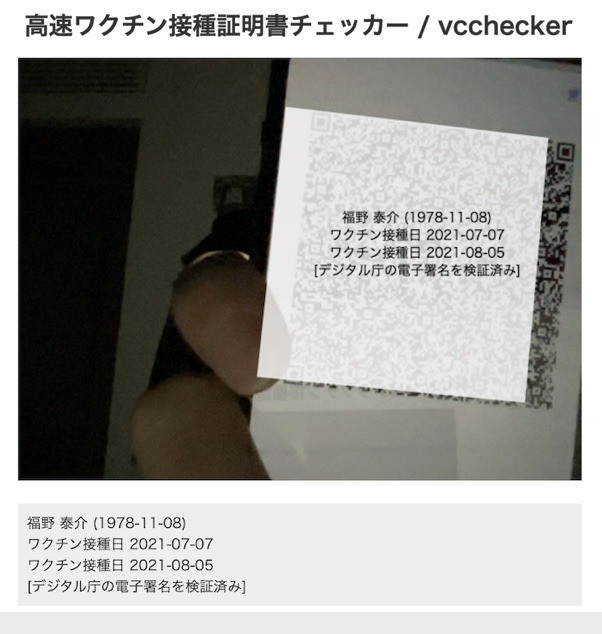 高速ワクチン接種証明書チェッカー / vcchecker
福野 泰介 (1978-11-08)
ワクチン接種日 2021-07-07
ワクチン接種日 2021-08-05
[デジタル庁の電子署名を検証済み]
福野 泰介 (1978-11-08)
ワクチン接種日 2021-07-07
ワクチン接種日 2021-08-05
[デジタル庁の電子署名を検証済み]